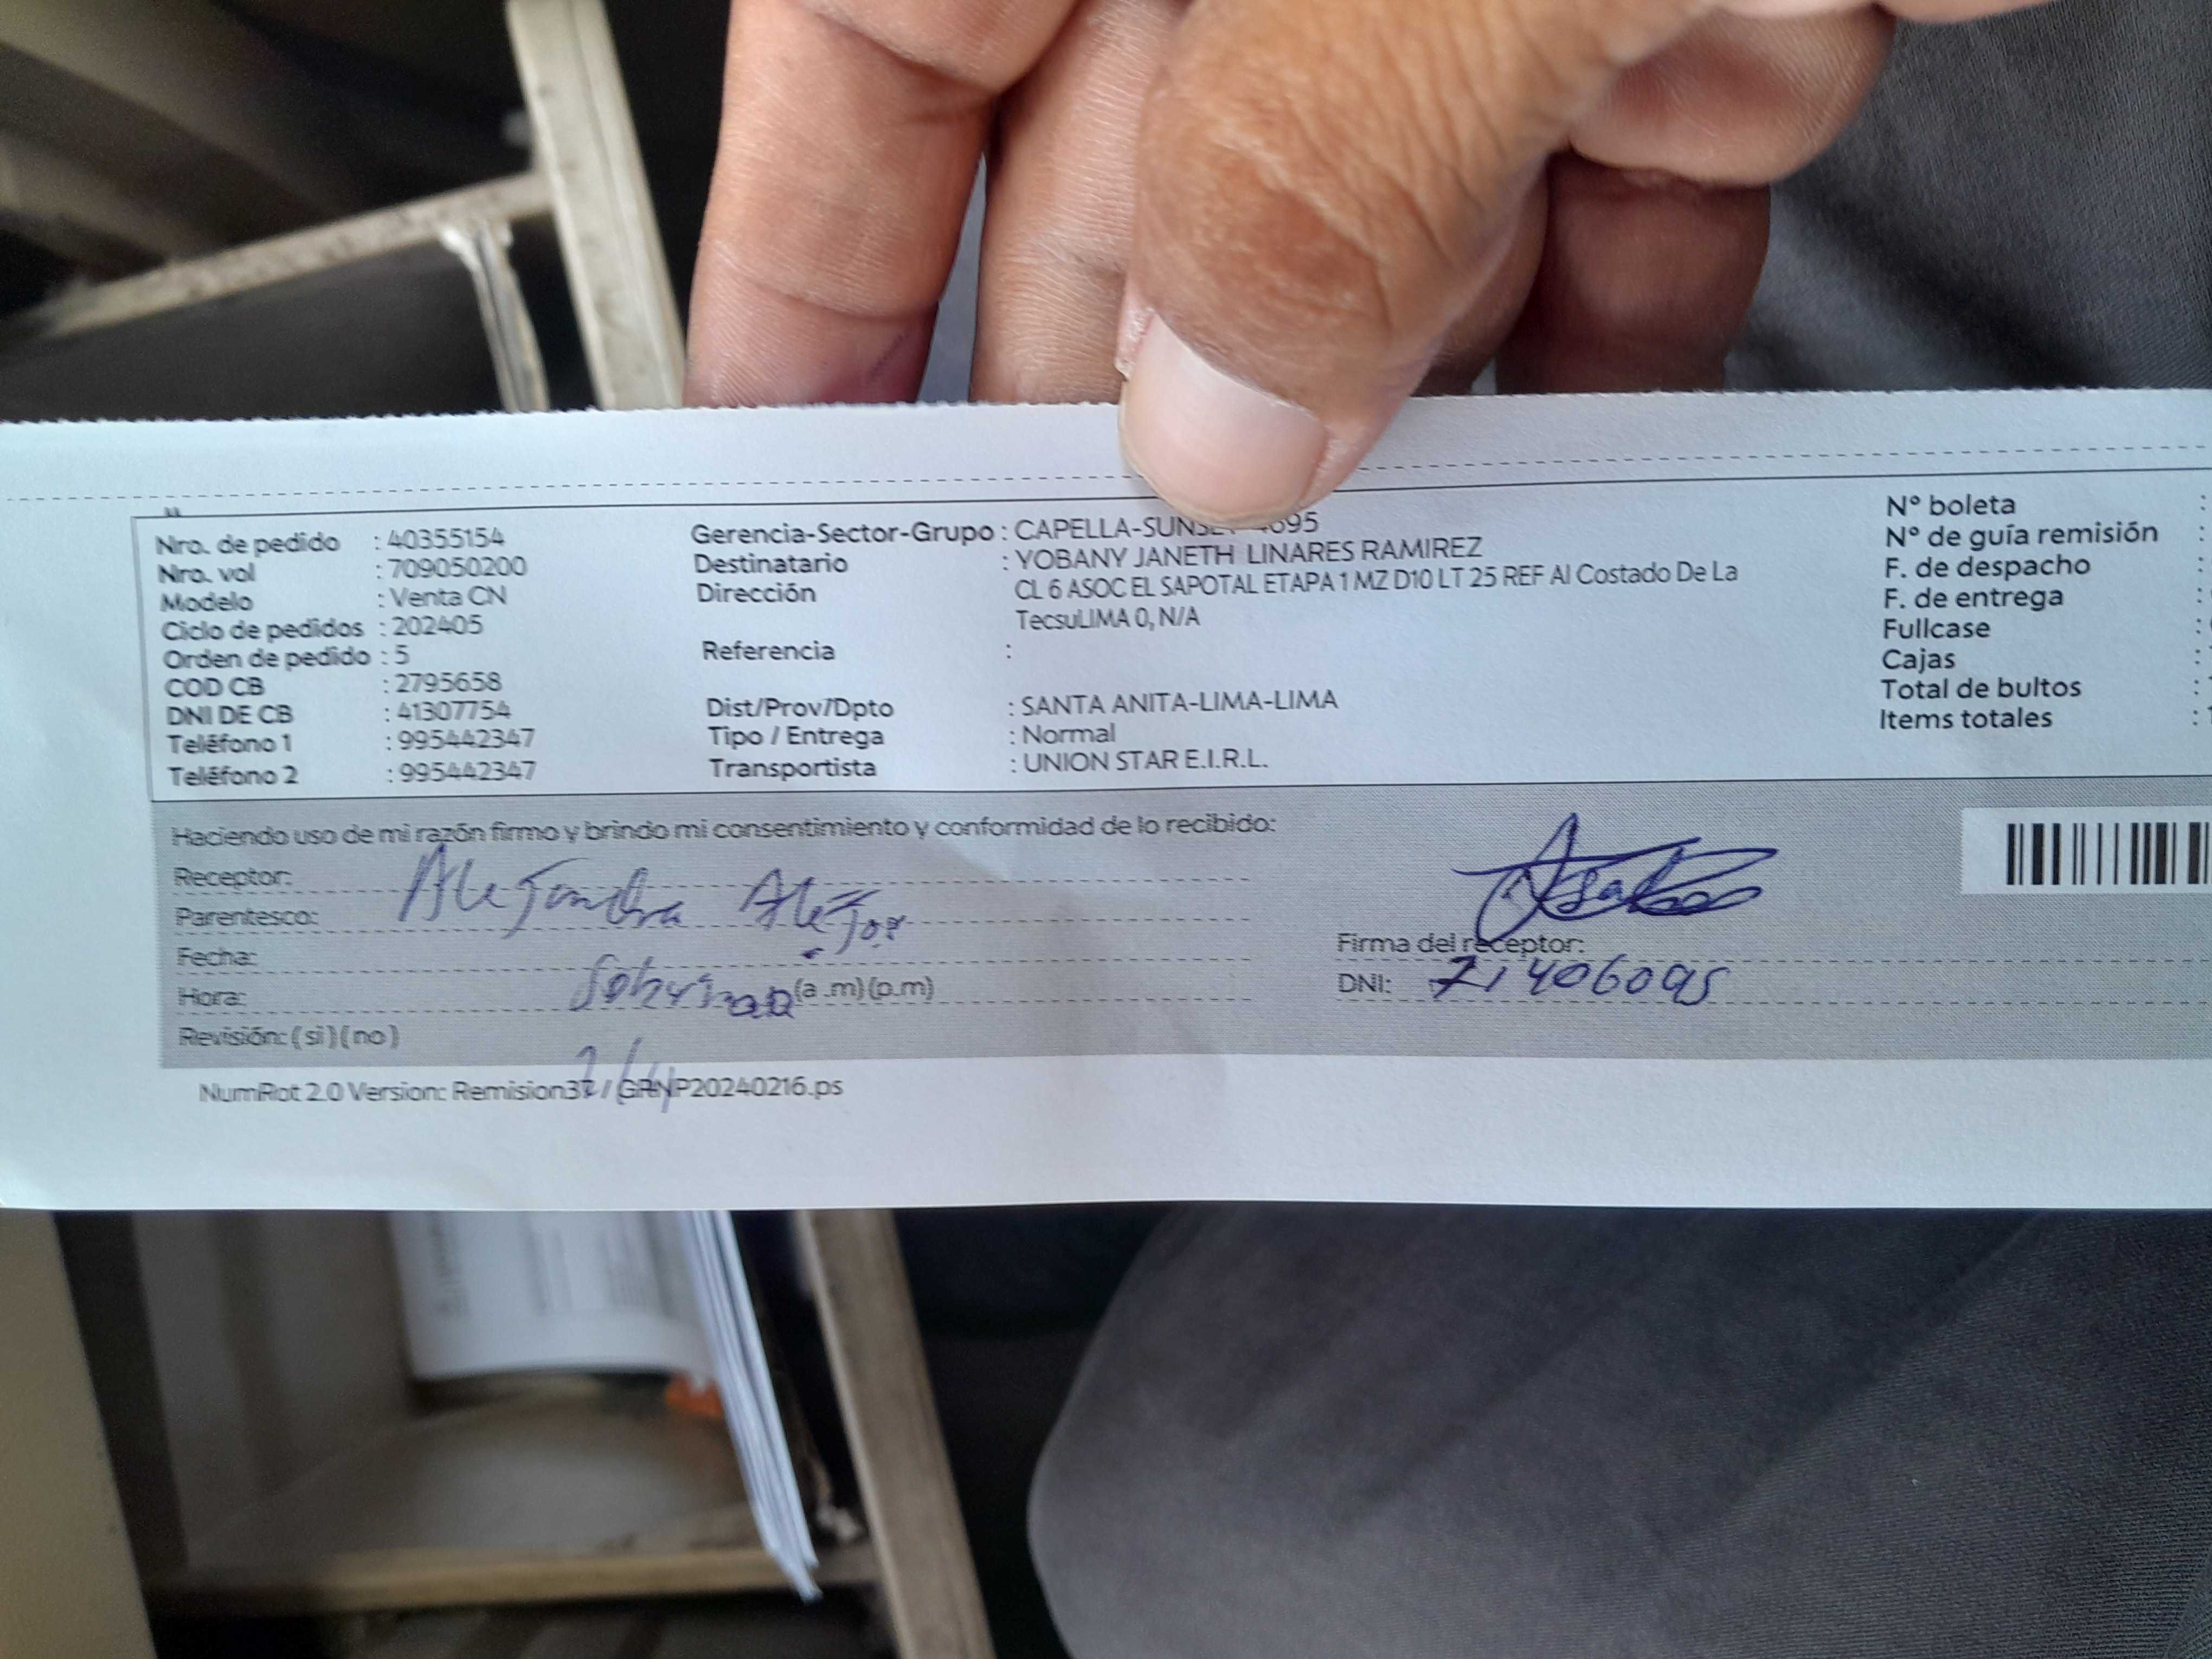 Nro. de pedido : 40355154
Nro. vol : 709050200
Modelo : Venta CN
Ciclo de pedidos : 202405
Orden de pedido : 5
COD CB : 2795658
DNI DE CB : 41307754
Teléfono 1 : 995442347
Teléfono 2 : 995442347
Gerencia-Sector-Grupo : CAPELLA-
Destinatario : YOBANY JANETH LINARES RAMIREZ
Dirección : CL 6 ASOC EL SAPOTAL ETAPA 1 MZ D10 LT 25 REF Al Costado De La
TecsuLIMA 0, N/A
Referencia :
Dist/Prov/Dpto : SANTA ANITA-LIMA-LIMA
Tipo / Entrega : Normal
Transportista : UNION STAR E.I.R.L.
N° boleta :
N° de guía remisión :
F. de despacho :
F. de entrega :
Fullcase :
Cajas :
Total de bultos :
Items totales :
Haciendo uso de mi razón firmo y brindo mi consentimiento y conformidad de lo recibido:
Receptor: Alejandra
Parentesco:
Fecha:
Hora: (a .m) (p.m)
Revisión: ( si ) ( no )
Firma del receptor:
DNI: 71406095
NumRot 2.0 Version: Remision37 / GRNP20240216.ps